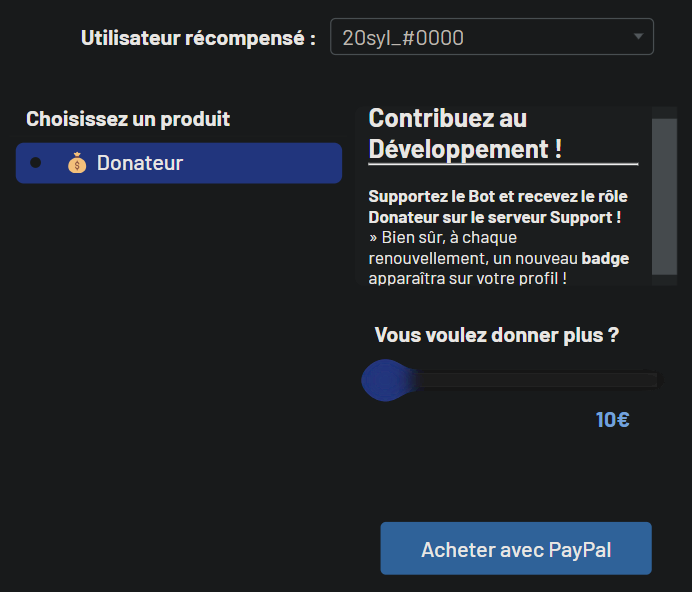 Utilisateur récompensé :
20syl_#0000
Choisissez un produit
Donateur
Contribuez au
Développement !
Supportez le Bot et recevez le rôle
Donateur sur le serveur Support !
» Bien sûr, à chaque
renouvellement, un nouveau badge
apparaîtra sur votre profil !
Vous voulez donner plus ?
10€
Acheter avec PayPal